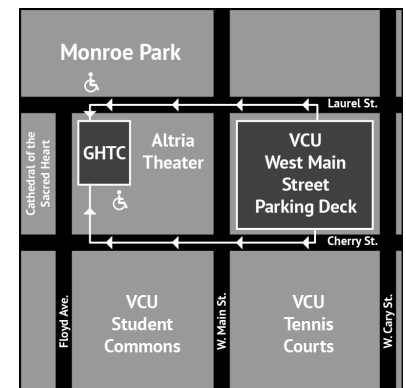 Monroe Park
Laurel St.
Cathedral of the
Sacred Heart
GHTC
Altria
Theater
VCU
West Main
Street
Parking Deck
Cherry St.
Floyd Ave.
VCU
Student
Commons
W. Main St.
VCU
Tennis
Courts
W. Cary St.